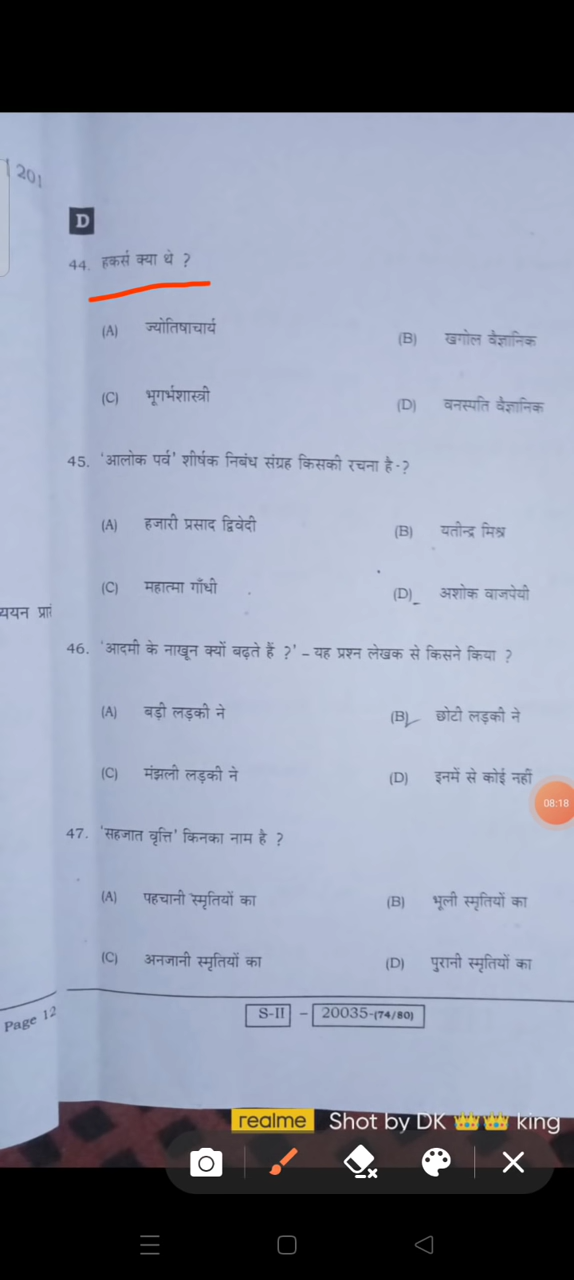 201
D
44. हकर्स क्या थे ?
(A) ज्योतिषाचार्य
(B) खगोल वैज्ञानिक
(C) भूगर्भशास्त्री
(D) वनस्पति वैज्ञानिक
45. 'आलोक पर्व' शीर्षक निबंध संग्रह किसकी रचना है-?
(A) हजारी प्रसाद द्विवेदी
(B) यतीन्द्र मिश्र
(C) महात्मा गाँधी
(D) अशोक वाजपेयी
46. 'आदमी के नाखून क्यों बढ़ते हैं ?' – यह प्रश्न लेखक से किसने किया ?
(A) बड़ी लड़की ने
(B) छोटी लड़की ने
(C) मंझली लड़की ने
(D) इनमें से कोई नहीं
08:18
47. 'सहजात वृत्ति' किनका नाम है ?
(A) पहचानी स्मृतियों का
(B) भूली स्मृतियों का
(C) अनजानी स्मृतियों का
(D) पुरानी स्मृतियों का
Page 12
S-II – 20035-(74/80)
realme Shot by DK 👑👑 king